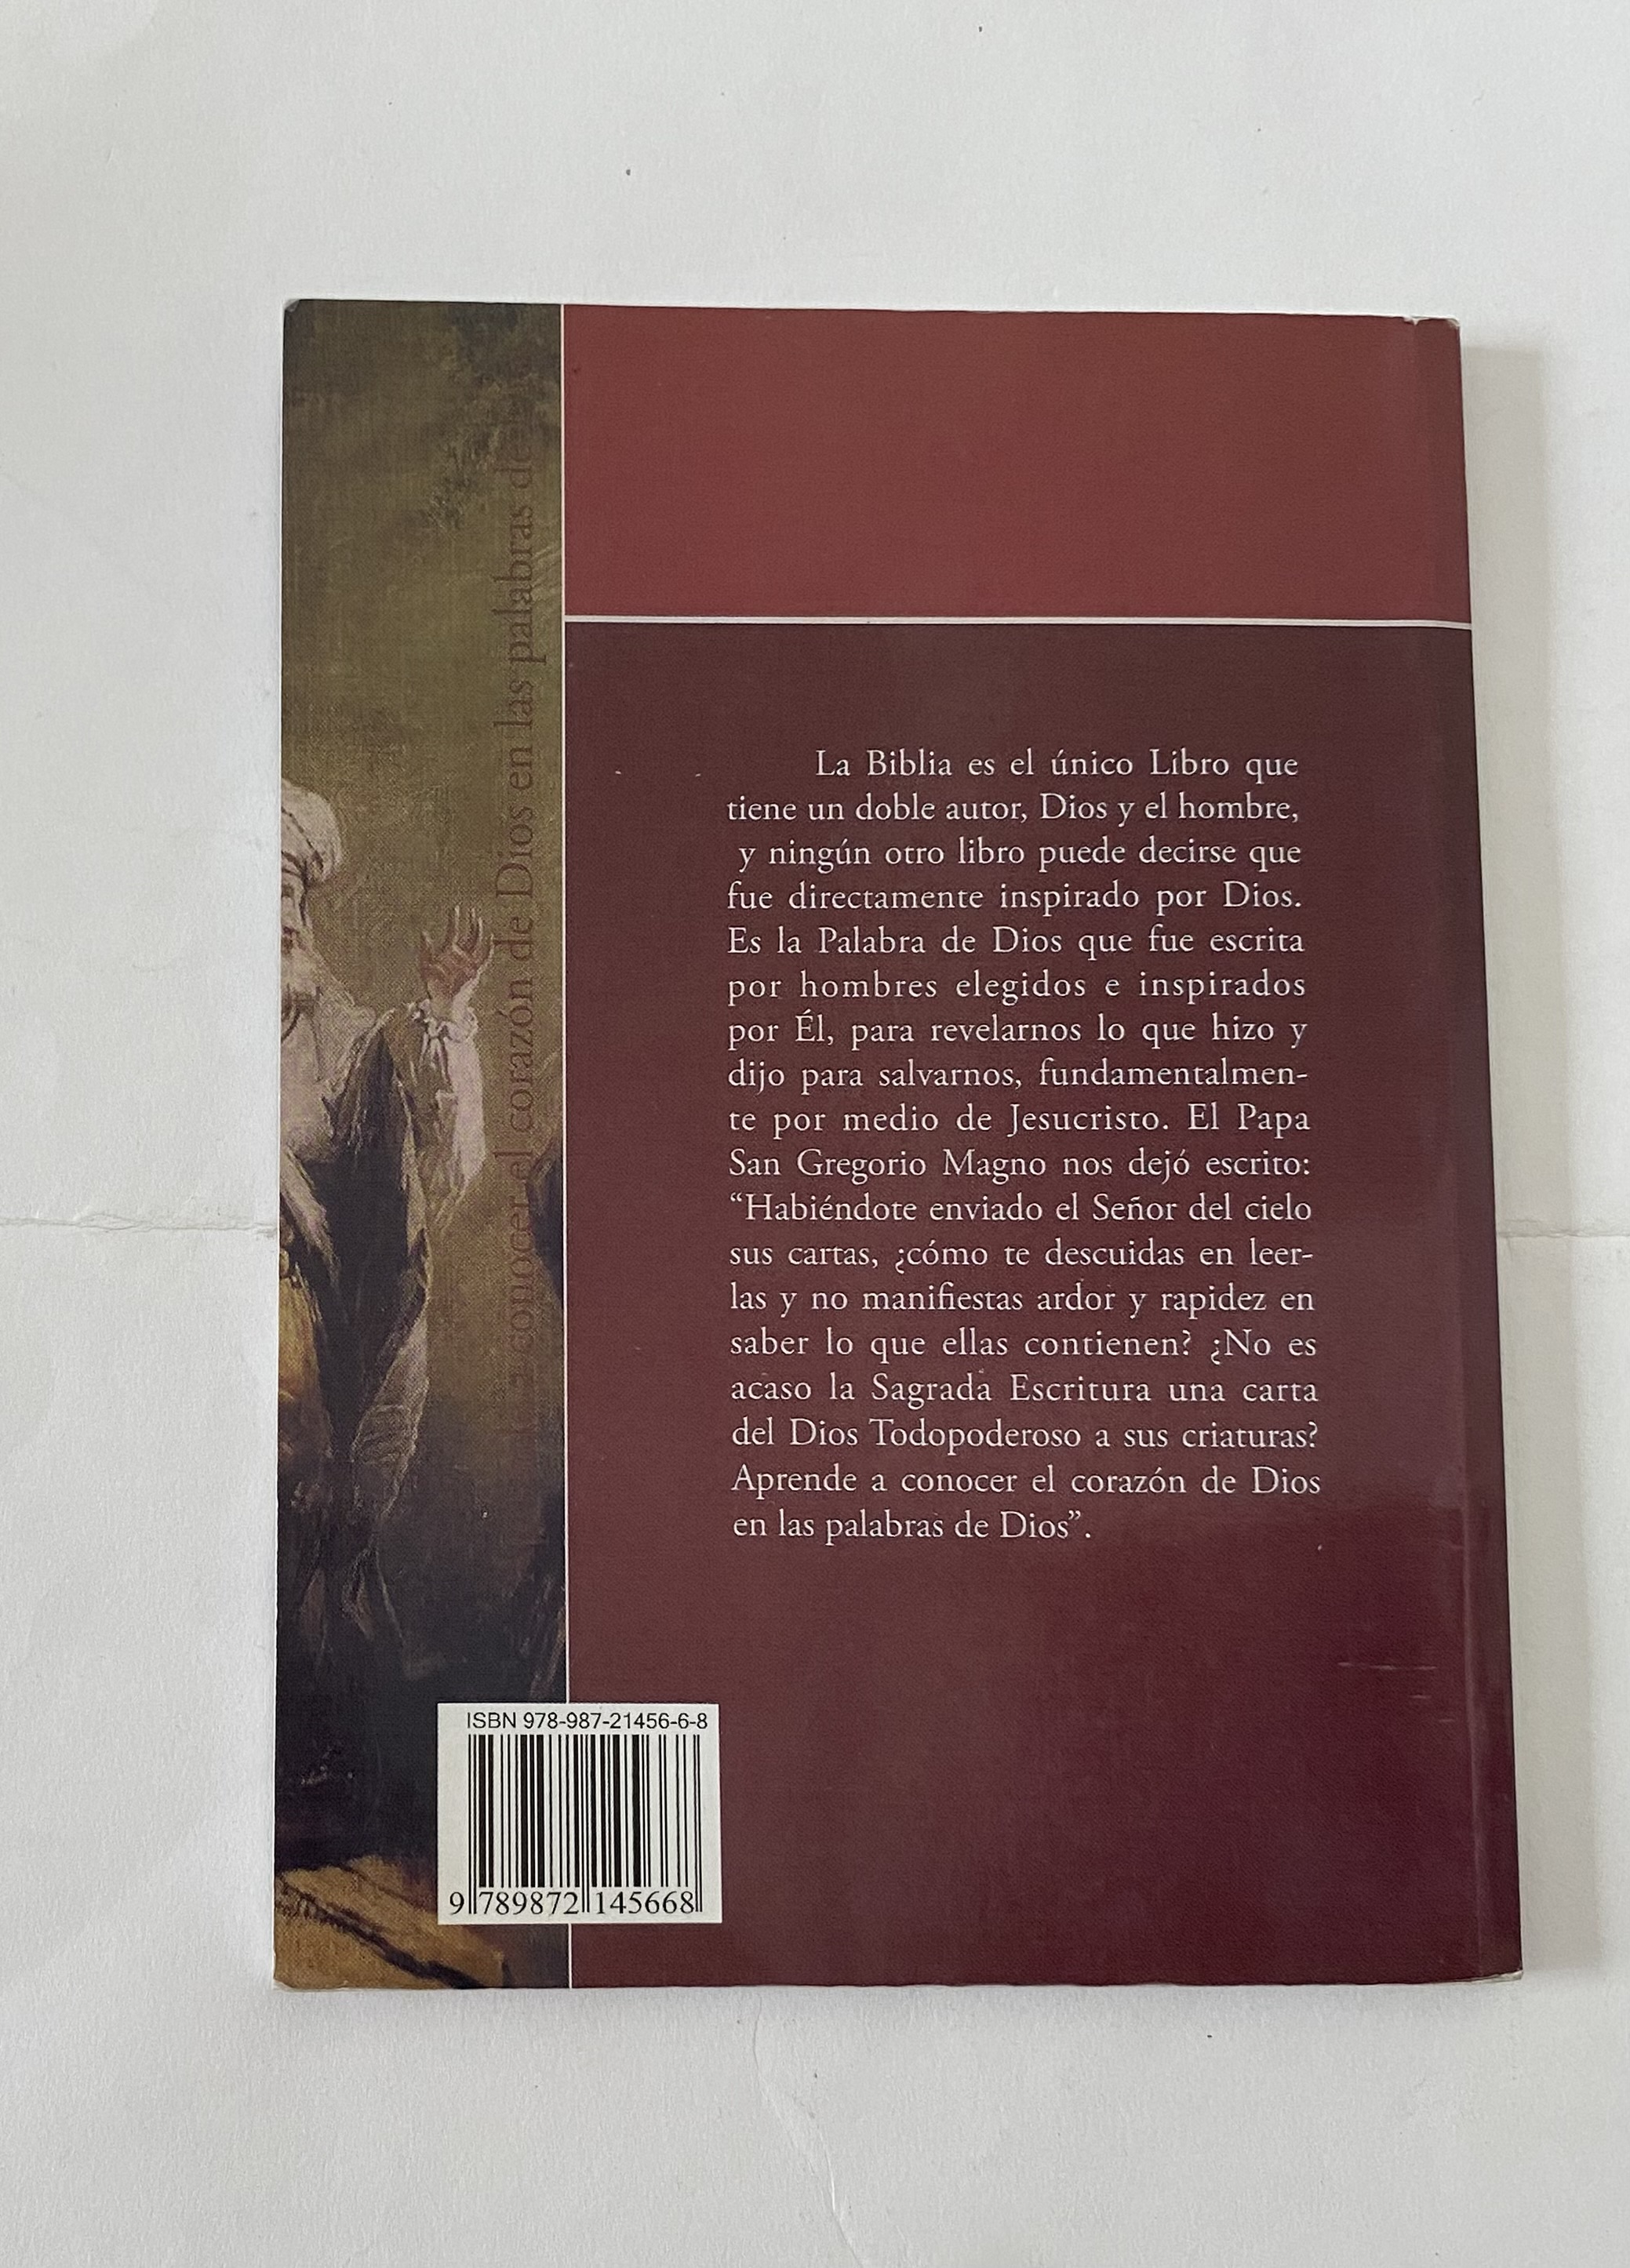 conocer el corazón de Dios en las palabras de
La Biblia es el único Libro que
tiene un doble autor, Dios y el hombre,
y ningún otro libro puede decirse que
fue directamente inspirado por Dios.
Es la Palabra de Dios que fue escrita
por hombres elegidos e inspirados
por Él, para revelarnos lo que hizo y
dijo para salvarnos, fundamentalmen-
te por medio de Jesucristo. El Papa
San Gregorio Magno nos dejó escrito:
“Habiéndote enviado el Señor del cielo
sus cartas, ¿cómo te descuidas en leer-
las y no manifiestas ardor y rapidez en
saber lo que ellas contienen? ¿No es
acaso la Sagrada Escritura una carta
del Dios Todopoderoso a sus criaturas?
Aprende a conocer el corazón de Dios
en las palabras de Dios”.
ISBN 978-987-21456-6-8
9 789872 145668